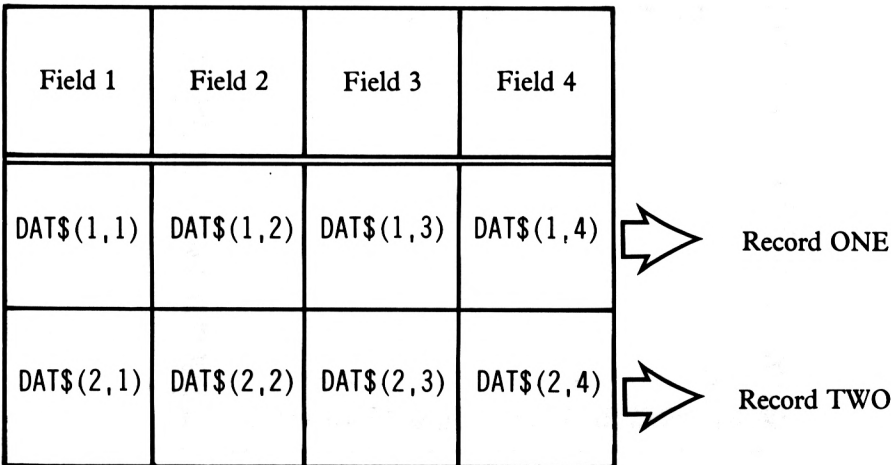 Field 1 Field 2 Field 3 Field 4
DAT$(1,1) DAT$(1,2) DAT$(1,3) DAT$(1,4) Record ONE
DAT$(2,1) DAT$(2,2) DAT$(2,3) DAT$(2,4) Record TWO